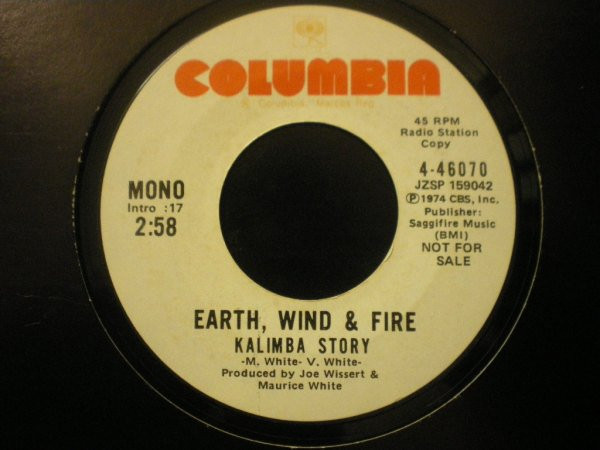 COLUMBIA
45 RPM
Radio Station
Copy
4-46070
JZSP 159042
Ⓟ 1974 CBS, Inc.
Publisher:
Saggifire Music
(BMI)
NOT FOR
SALE
MONO
Intro :17
2:58
EARTH, WIND & FIRE
KALIMBA STORY
-M. White- V. White-
Produced by Joe Wissert &
Maurice White